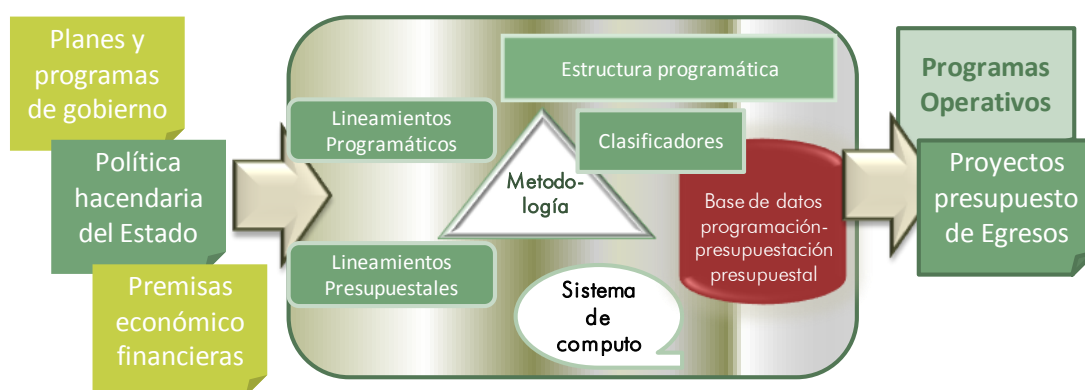 Planes y
programas
de gobierno
Política
hacendaria
del Estado
Premisas
económico
financieras
Lineamientos
Programáticos
Lineamientos
Presupuestales
Estructura programática
Clasificadores
Metodo-
logía
Base de datos
programación-
presupuestación
presupuestal
Sistema
de
computo
Programas
Operativos
Proyectos
presupuesto
de Egresos